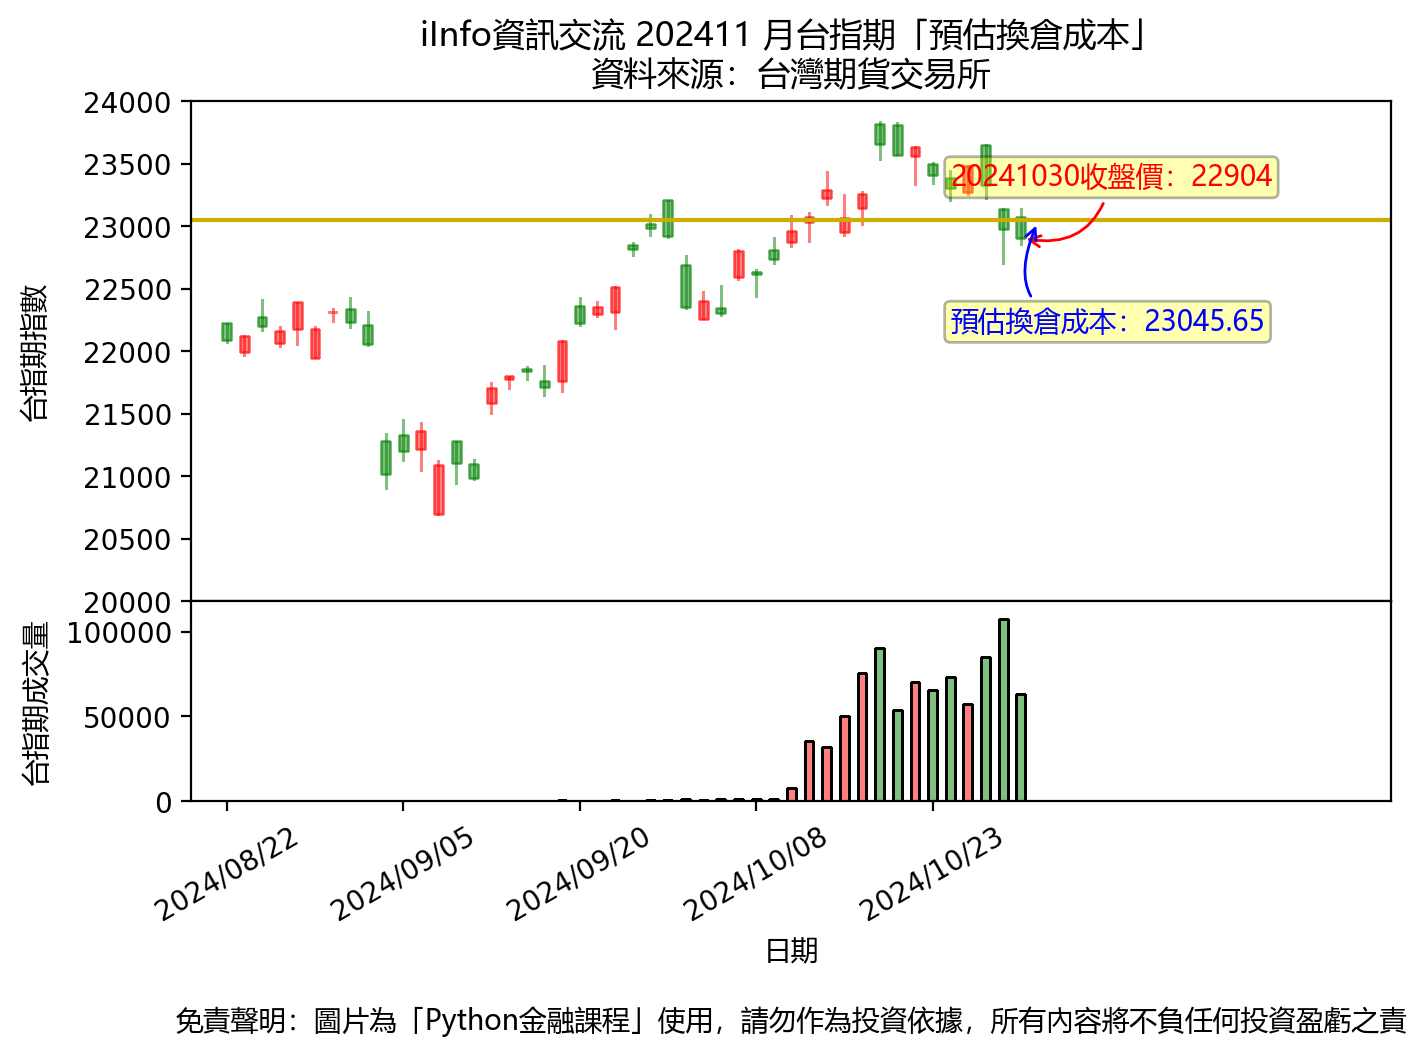 iInfo資訊交流 202411 月台指期「預估換倉成本」
資料來源：台灣期貨交易所
台指期指數
24000
23500
23000
22500
22000
21500
21000
20500
20000
20241030收盤價：22904
預估換倉成本：23045.65
台指期成交量
100000
50000
0
2024/08/22
2024/09/05
2024/09/20
2024/10/08
2024/10/23
日期
免責聲明：圖片為「Python金融課程」使用，請勿作為投資依據，所有內容將不負任何投資盈虧之責